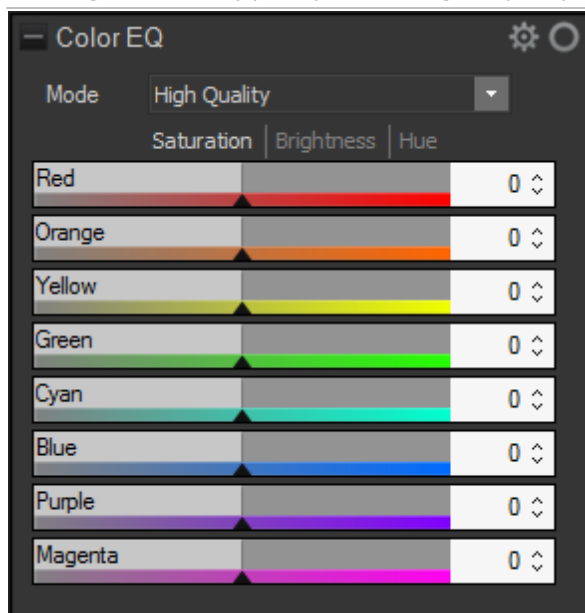 Color EQ
Mode High Quality
Saturation Brightness Hue
Red 0
Orange 0
Yellow 0
Green 0
Cyan 0
Blue 0
Purple 0
Magenta 0